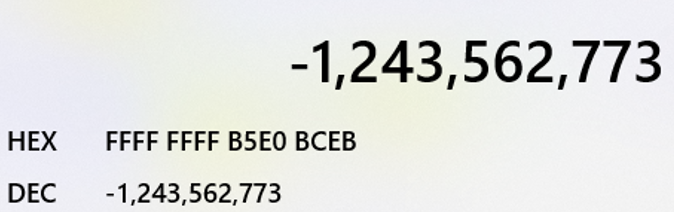 -1,243,562,773
HEX FFFF FFFF B5E0 BCEB
DEC -1,243,562,773